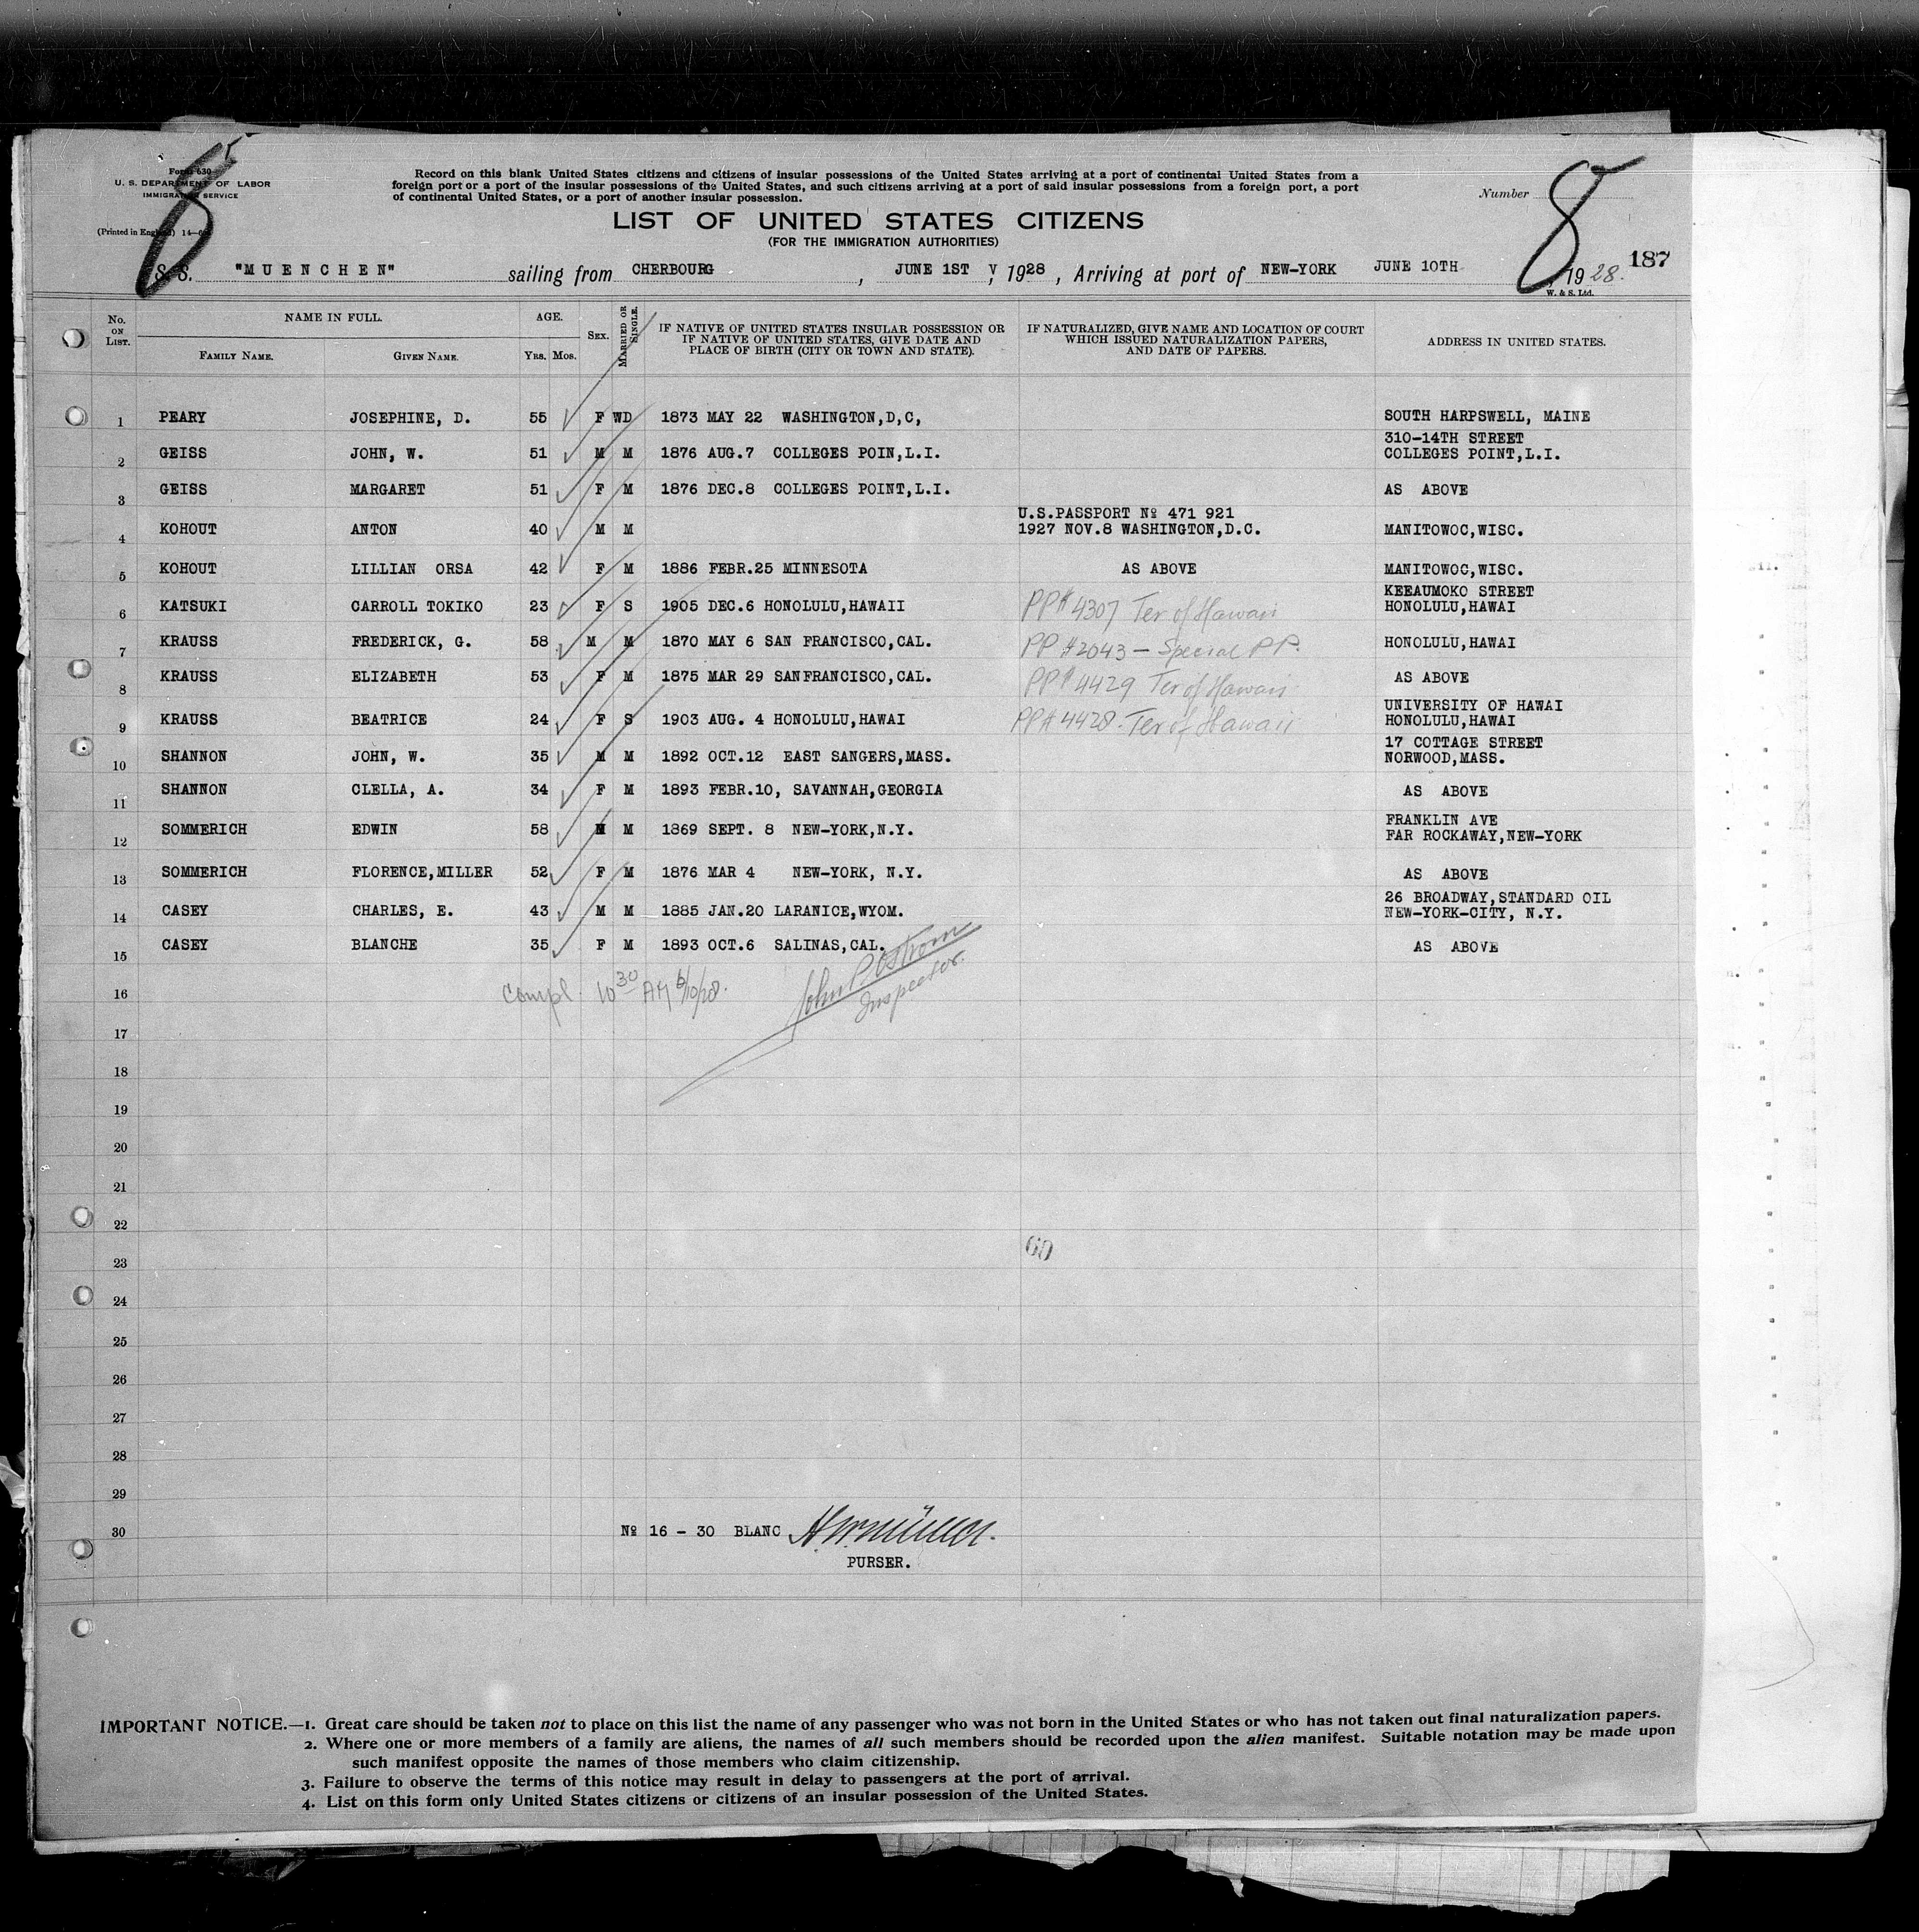 Form 630
U. S. DEPARTMENT OF LABOR
IMMIGRATION SERVICE
(Printed in England) 14-6
Record on this blank United States citizens and citizens of insular possessions of the United States arriving at a port of continental United States from a
foreign port or a port of the insular possessions of the United States, and such citizens arriving at a port of said insular possessions from a foreign port, a port
of continental United States, or a port of another insular possession.
8
Number 8
LIST OF UNITED STATES CITIZENS
(FOR THE IMMIGRATION AUTHORITIES)
187
S. S. "MUENCHEN" sailing from CHERBOURG, JUNE 1ST, 1928, Arriving at port of NEW-YORK JUNE 10TH 1928.
W. & S. Ltd.
No. ON LIST. NAME IN FULL. AGE. SEX. MARRIED OR SINGLE. IF NATIVE OF UNITED STATES INSULAR POSSESSION OR IF NATIVE OF UNITED STATES, GIVE DATE AND PLACE OF BIRTH (CITY OR TOWN AND STATE). IF NATURALIZED, GIVE NAME AND LOCATION OF COURT WHICH ISSUED NATURALIZATION PAPERS, AND DATE OF PAPERS. ADDRESS IN UNITED STATES.
FAMILY NAME. GIVEN NAME. YRS. MOS.
1 PEARY JOSEPHINE, D. 55 F WD 1873 MAY 22 WASHINGTON,D,C, SOUTH HARPSWELL, MAINE
2 GEISS JOHN, W. 51 M M 1876 AUG.7 COLLEGES POIN,L.I. 310-14TH STREET COLLEGES POINT,L.I.
3 GEISS MARGARET 51 F M 1876 DEC.8 COLLEGES POINT,L.I. AS ABOVE
4 KOHOUT ANTON 40 M M U.S.PASSPORT Nº 471 921 1927 NOV.8 WASHINGTON,D.C. MANITOWOC,WISC.
5 KOHOUT LILLIAN ORSA 42 F M 1886 FEBR.25 MINNESOTA AS ABOVE MANITOWOC,WISC.
6 KATSUKI CARROLL TOKIKO 23 F S 1905 DEC.6 HONOLULU,HAWAII PP# 4307 Ter of Hawaii KEEAUMOKO STREET HONOLULU,HAWAI
7 KRAUSS FREDERICK, G. 58 M M 1870 MAY 6 SAN FRANCISCO,CAL. PP #2043 - Special PP. HONOLULU,HAWAI
8 KRAUSS ELIZABETH 53 F M 1875 MAR 29 SANFRANCISCO,CAL. PP# 4429 Ter of Hawaii AS ABOVE
9 KRAUSS BEATRICE 24 F S 1903 AUG. 4 HONOLULU,HAWAI PP# 4428. Ter of Hawaii UNIVERSITY OF HAWAI HONOLULU,HAWAI
10 SHANNON JOHN, W. 35 M M 1892 OCT.12 EAST SANGERS,MASS. 17 COTTAGE STREET NORWOOD,MASS.
11 SHANNON CLELLA, A. 34 F M 1893 FEBR.10, SAVANNAH,GEORGIA AS ABOVE
12 SOMMERICH EDWIN 58 M M 1869 SEPT. 8 NEW-YORK,N.Y. FRANKLIN AVE FAR ROCKAWAY,NEW-YORK
13 SOMMERICH FLORENCE,MILLER 52 F M 1876 MAR 4 NEW-YORK, N.Y. AS ABOVE
14 CASEY CHARLES, E. 43 M M 1885 JAN.20 LARANICE,WYOM. 26 BROADWAY,STANDARD OIL NEW-YORK-CITY, N.Y.
15 CASEY BLANCHE 35 F M 1893 OCT.6 SALINAS,CAL. AS ABOVE
16 Compl. 10 30 AM 6/10/28. John P. Ostrom
Inspector.
17
18
19
20
21
22
23 60
24
25
26
27
28
29
30 Nº 16 - 30 BLANC
PURSER.
IMPORTANT NOTICE.—1. Great care should be taken not to place on this list the name of any passenger who was not born in the United States or who has not taken out final naturalization papers.
2. Where one or more members of a family are aliens, the names of all such members should be recorded upon the alien manifest. Suitable notation may be made upon
such manifest opposite the names of those members who claim citizenship.
3. Failure to observe the terms of this notice may result in delay to passengers at the port of arrival.
4. List on this form only United States citizens or citizens of an insular possession of the United States.